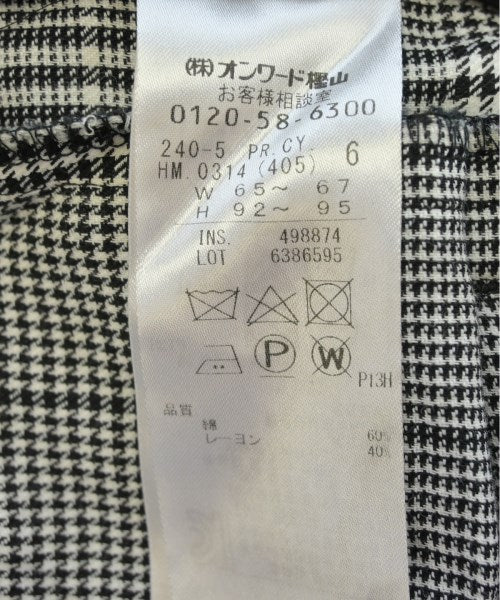 (株)オンワード樫山
お客様相談室
0120-58-6300
240-5 PR.CY. 6
HM.0314(405)
W 65～ 67
H 92～ 95
INS. 498874
LOT 6386595
P
W
P13H
品質
綿 60%
レーヨン 40%